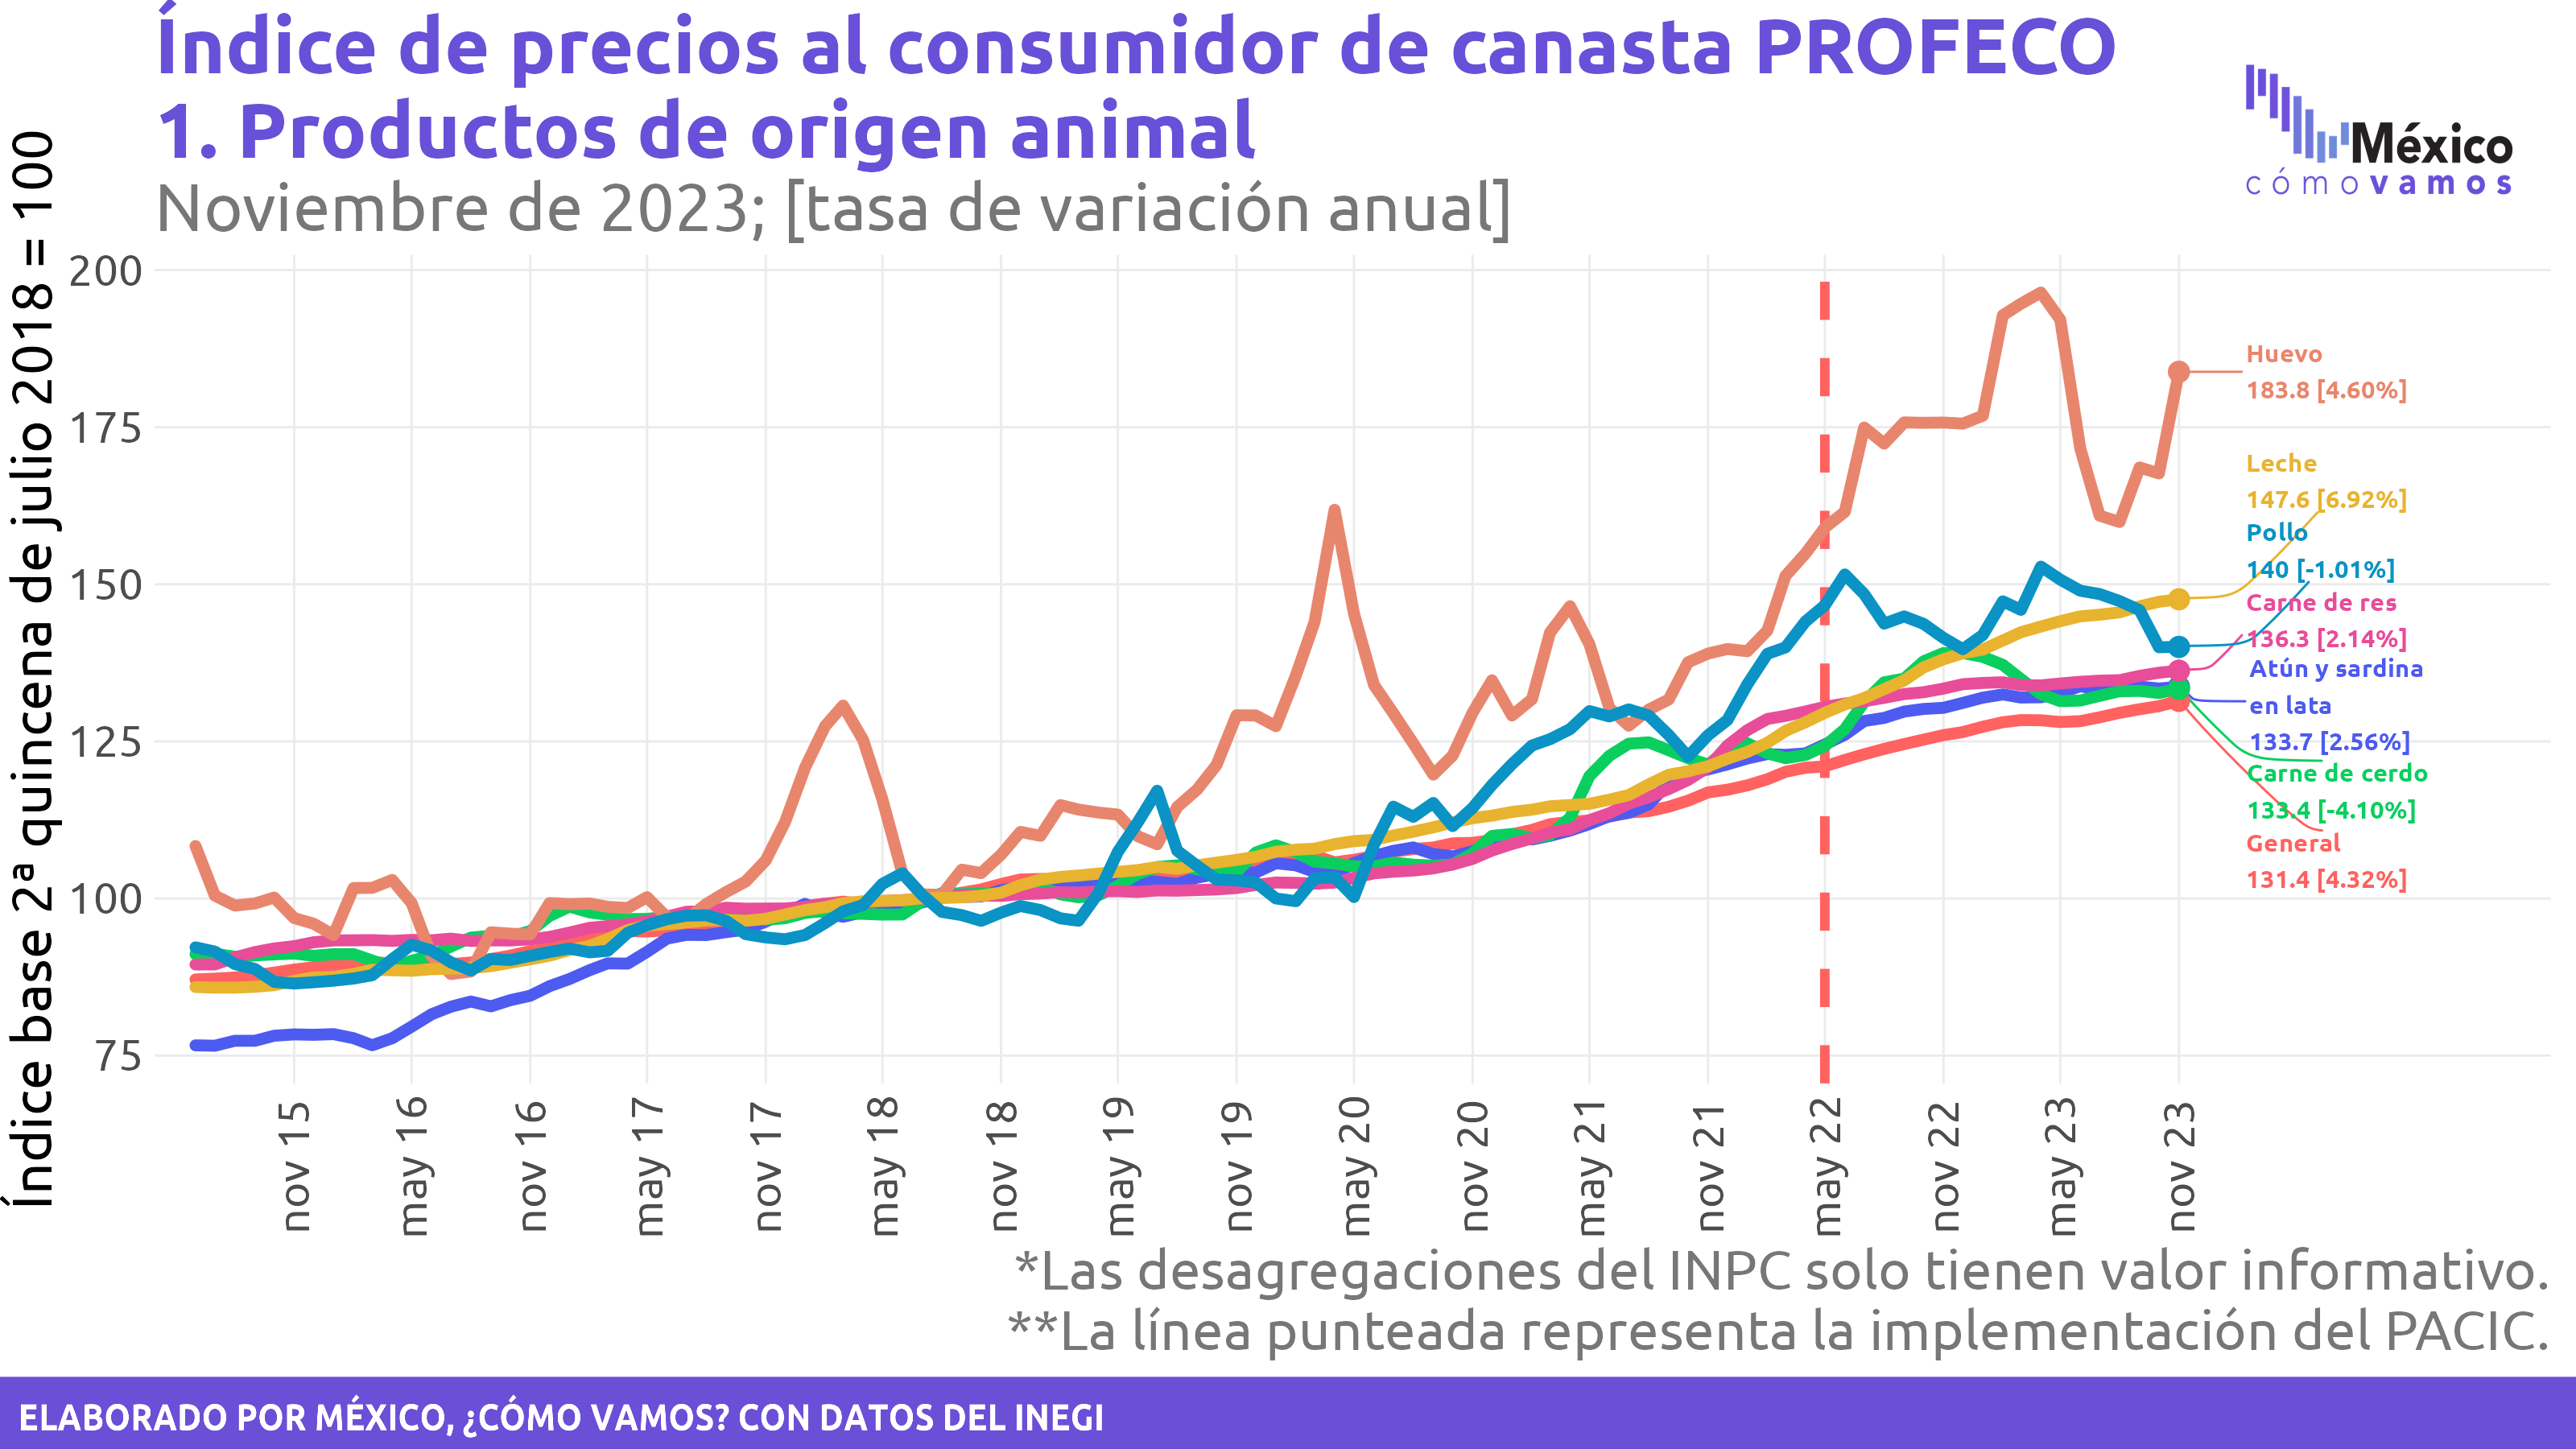 Índice de precios al consumidor de canasta PROFECO
1. Productos de origen animal
Noviembre de 2023; [tasa de variación anual]
México
cómo vamos
Índice base 2ª quincena de julio 2018 = 100
200
175
150
125
100
75
Huevo
183.8 [4.60%]
Leche
147.6 [6.92%]
Pollo
140 [-1.01%]
Carne de res
136.3 [2.14%]
Atún y sardina
en lata
133.7 [2.56%]
Carne de cerdo
133.4 [-4.10%]
General
131.4 [4.32%]
nov 15
may 16
nov 16
may 17
nov 17
may 18
nov 18
may 19
nov 19
may 20
nov 20
may 21
nov 21
may 22
nov 22
may 23
nov 23
*Las desagregaciones del INPC solo tienen valor informativo.
**La línea punteada representa la implementación del PACIC.
ELABORADO POR MÉXICO, ¿CÓMO VAMOS? CON DATOS DEL INEGI